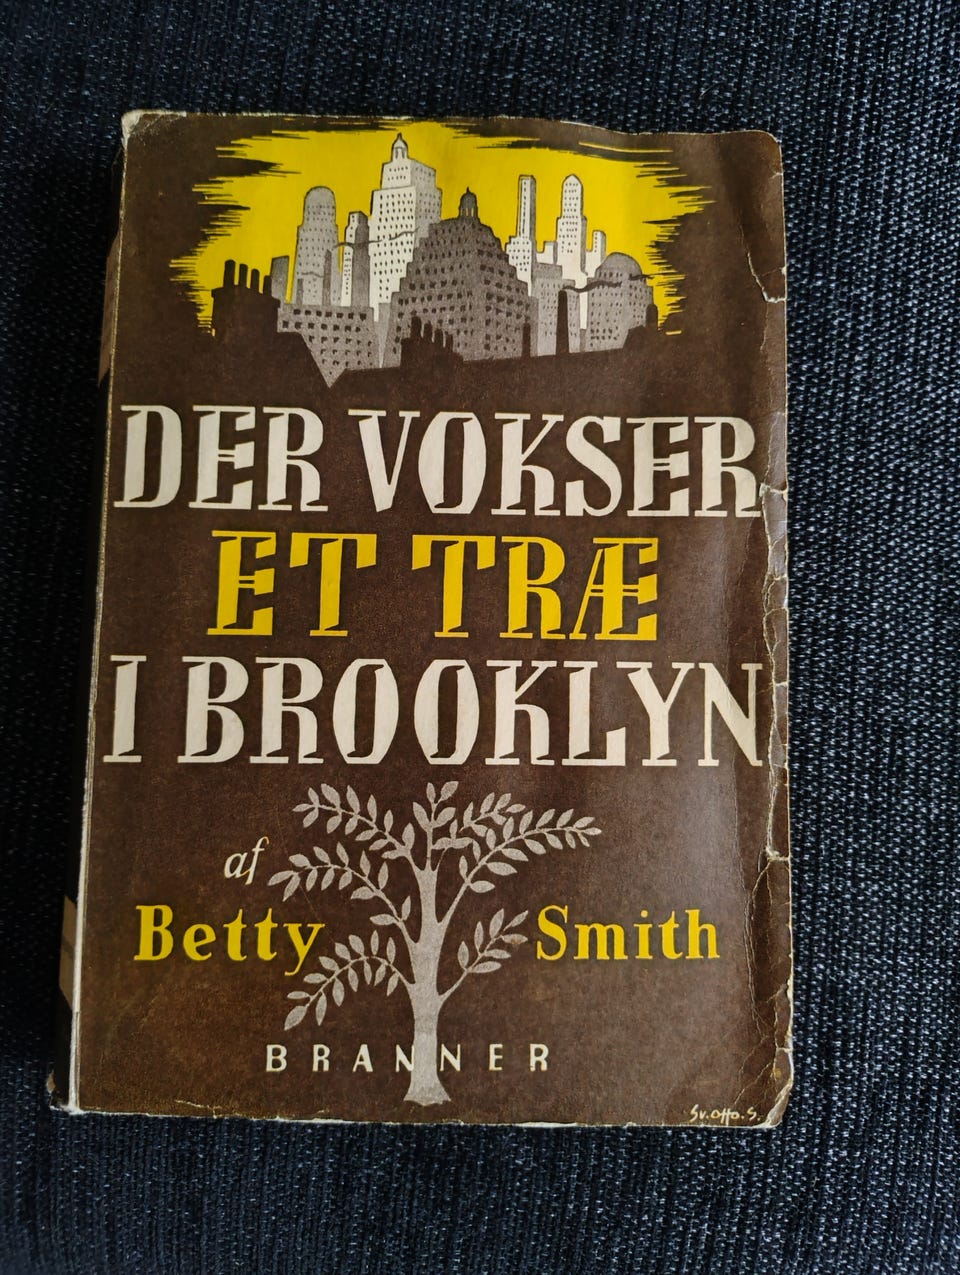 DER VOKSER
ET TRÆ
I BROOKLYN
af
Betty Smith
BRANNER
Sv. Otto. S.